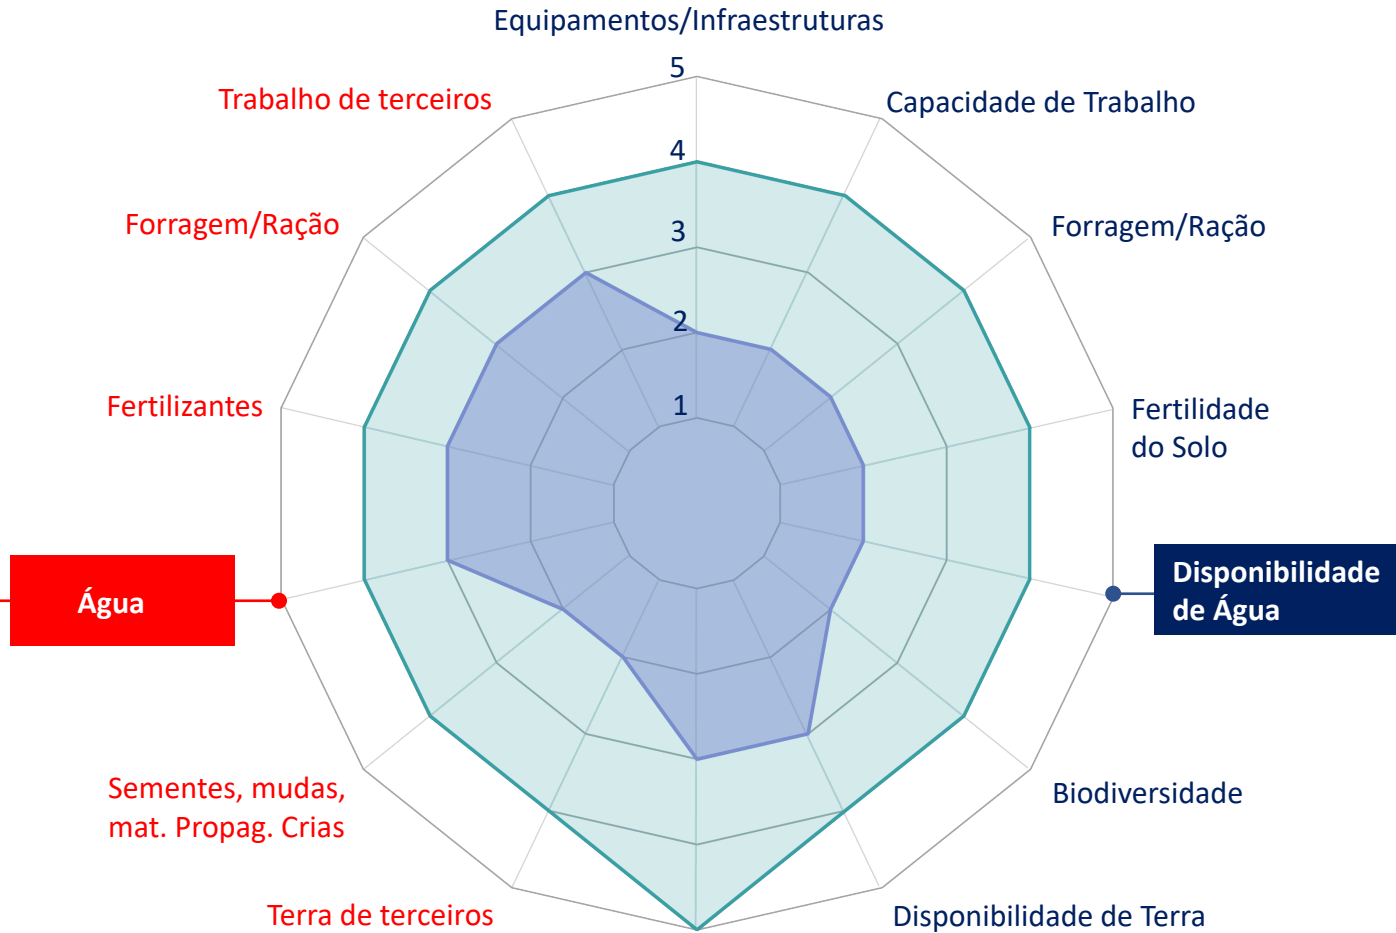 Equipamentos/Infraestruturas
5
Trabalho de terceiros
Capacidade de Trabalho
4
Forragem/Ração
3
Forragem/Ração
2
Fertilizantes
1
Fertilidade
do Solo
Água
Disponibilidade
de Água
Sementes, mudas,
mat. Propag. Crias
Biodiversidade
Terra de terceiros
Disponibilidade de Terra